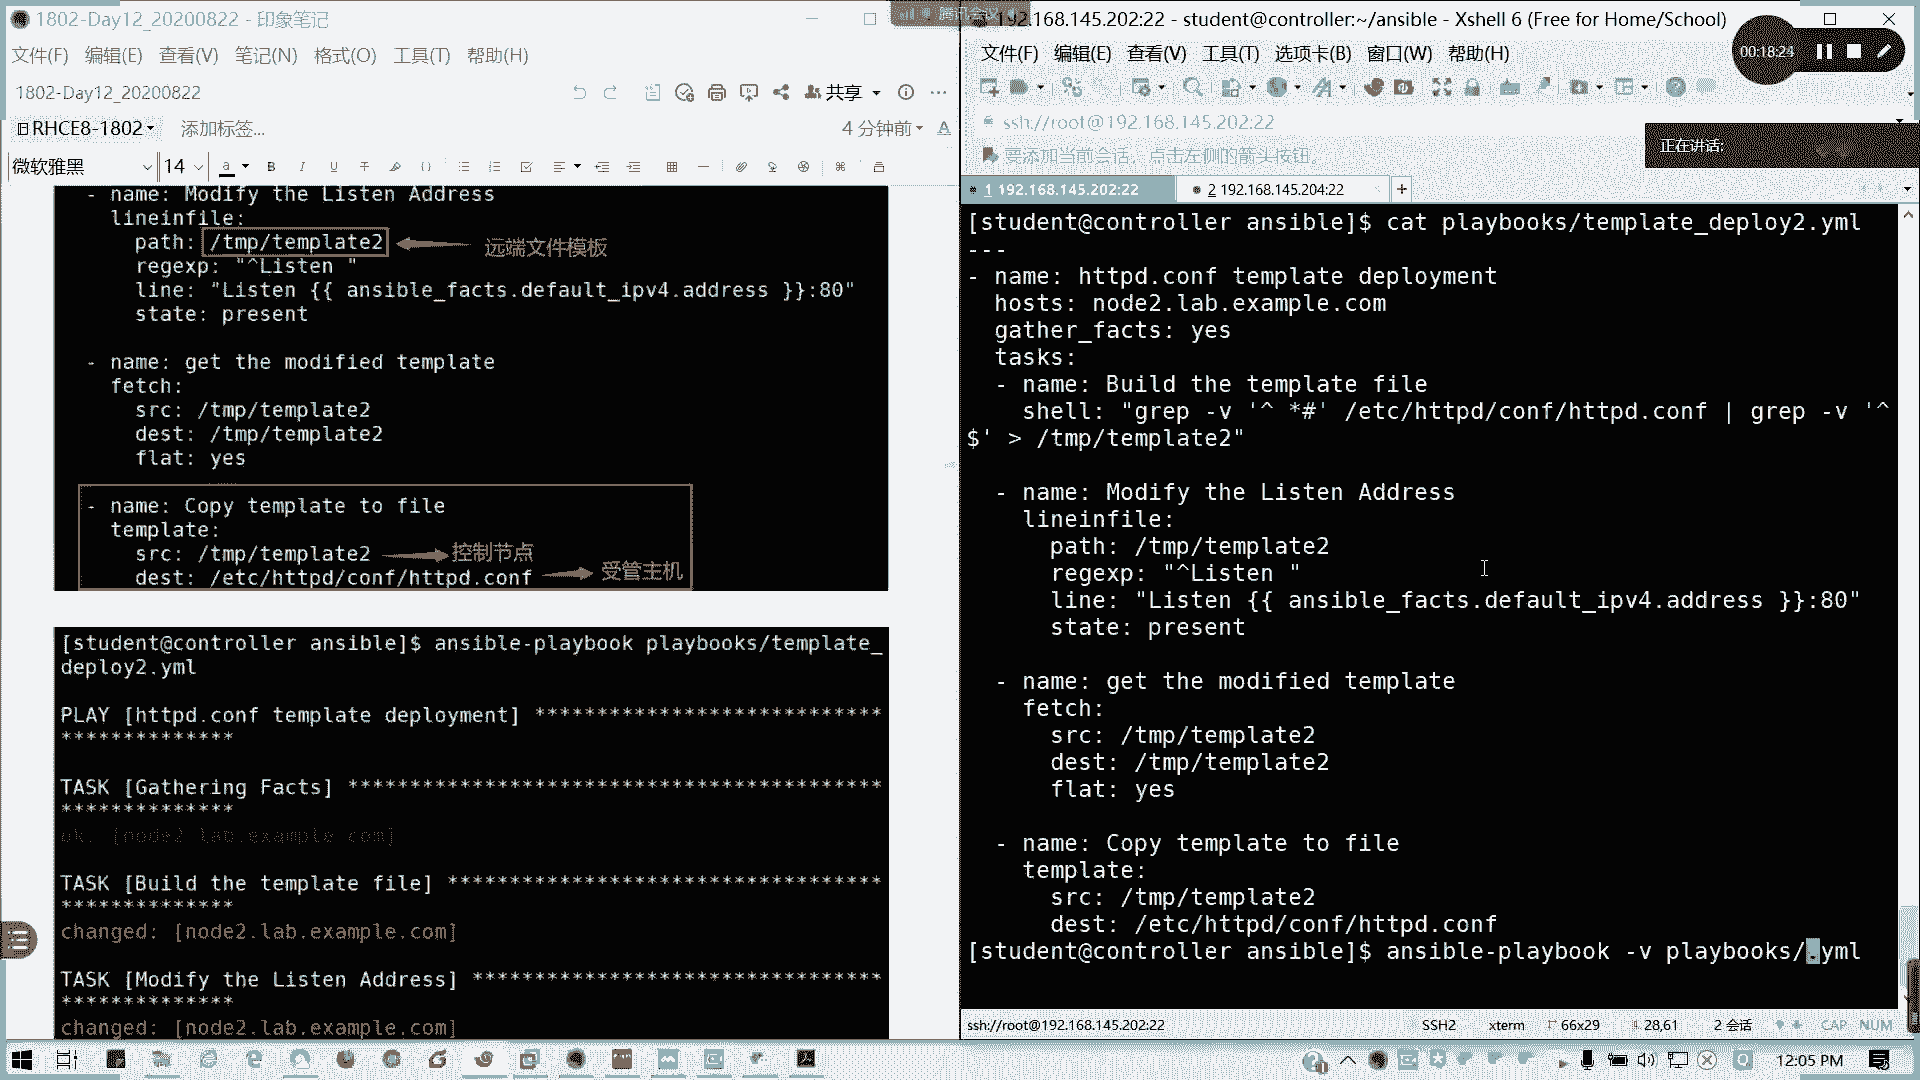 1802-Day12_20200822 - 印象笔记
文件(F) 编辑(E) 查看(V) 笔记(N) 格式(O) 工具(T) 帮助(H)
1802-Day12_20200822
共享
RHCE8-1802
添加标签...
4 分钟前
微软雅黑
14
- name: Modify the Listen Address
lineinfile:
path: /tmp/template2
远端文件模板
regexp: "^Listen "
line: "Listen {{ ansible_facts.default_ipv4.address }}:80"
state: present
- name: get the modified template
fetch:
src: /tmp/template2
dest: /tmp/template2
flat: yes
- name: Copy template to file
template:
src: /tmp/template2
控制节点
dest: /etc/httpd/conf/httpd.conf
受管主机
[student@controller ansible]$ ansible-playbook playbooks/template_
deploy2.yml
PLAY [httpd.conf template deployment] ****************************
**************
TASK [Gathering Facts] *******************************************
**************
ok: [node2.lab.example.com]
TASK [Build the template file] ***********************************
**************
changed: [node2.lab.example.com]
TASK [Modify the Listen Address] *********************************
**************
changed: [node2.lab.example.com]
腾讯会议
192.168.145.202:22 - student@controller:~/ansible - Xshell 6 (Free for Home/School)
文件(F) 编辑(E) 查看(V) 工具(T) 选项卡(B) 窗口(W) 帮助(H)
00:18:24
ssh://root@192.168.145.202:22
要添加当前会话，点击左侧的箭头按钮。
正在讲话:
1 192.168.145.202:22
2 192.168.145.204:22
[student@controller ansible]$ cat playbooks/template_deploy2.yml
---
- name: httpd.conf template deployment
hosts: node2.lab.example.com
gather_facts: yes
tasks:
- name: Build the template file
shell: "grep -v '^ *#' /etc/httpd/conf/httpd.conf | grep -v '^
$' > /tmp/template2"
- name: Modify the Listen Address
lineinfile:
path: /tmp/template2
regexp: "^Listen "
line: "Listen {{ ansible_facts.default_ipv4.address }}:80"
state: present
- name: get the modified template
fetch:
src: /tmp/template2
dest: /tmp/template2
flat: yes
- name: Copy template to file
template:
src: /tmp/template2
dest: /etc/httpd/conf/httpd.conf
[student@controller ansible]$ ansible-playbook -v playbooks/.yml
ssh://root@192.168.145.202:22
SSH2
xterm
66x29
28,61
2 会话
CAP NUM
12:05 PM